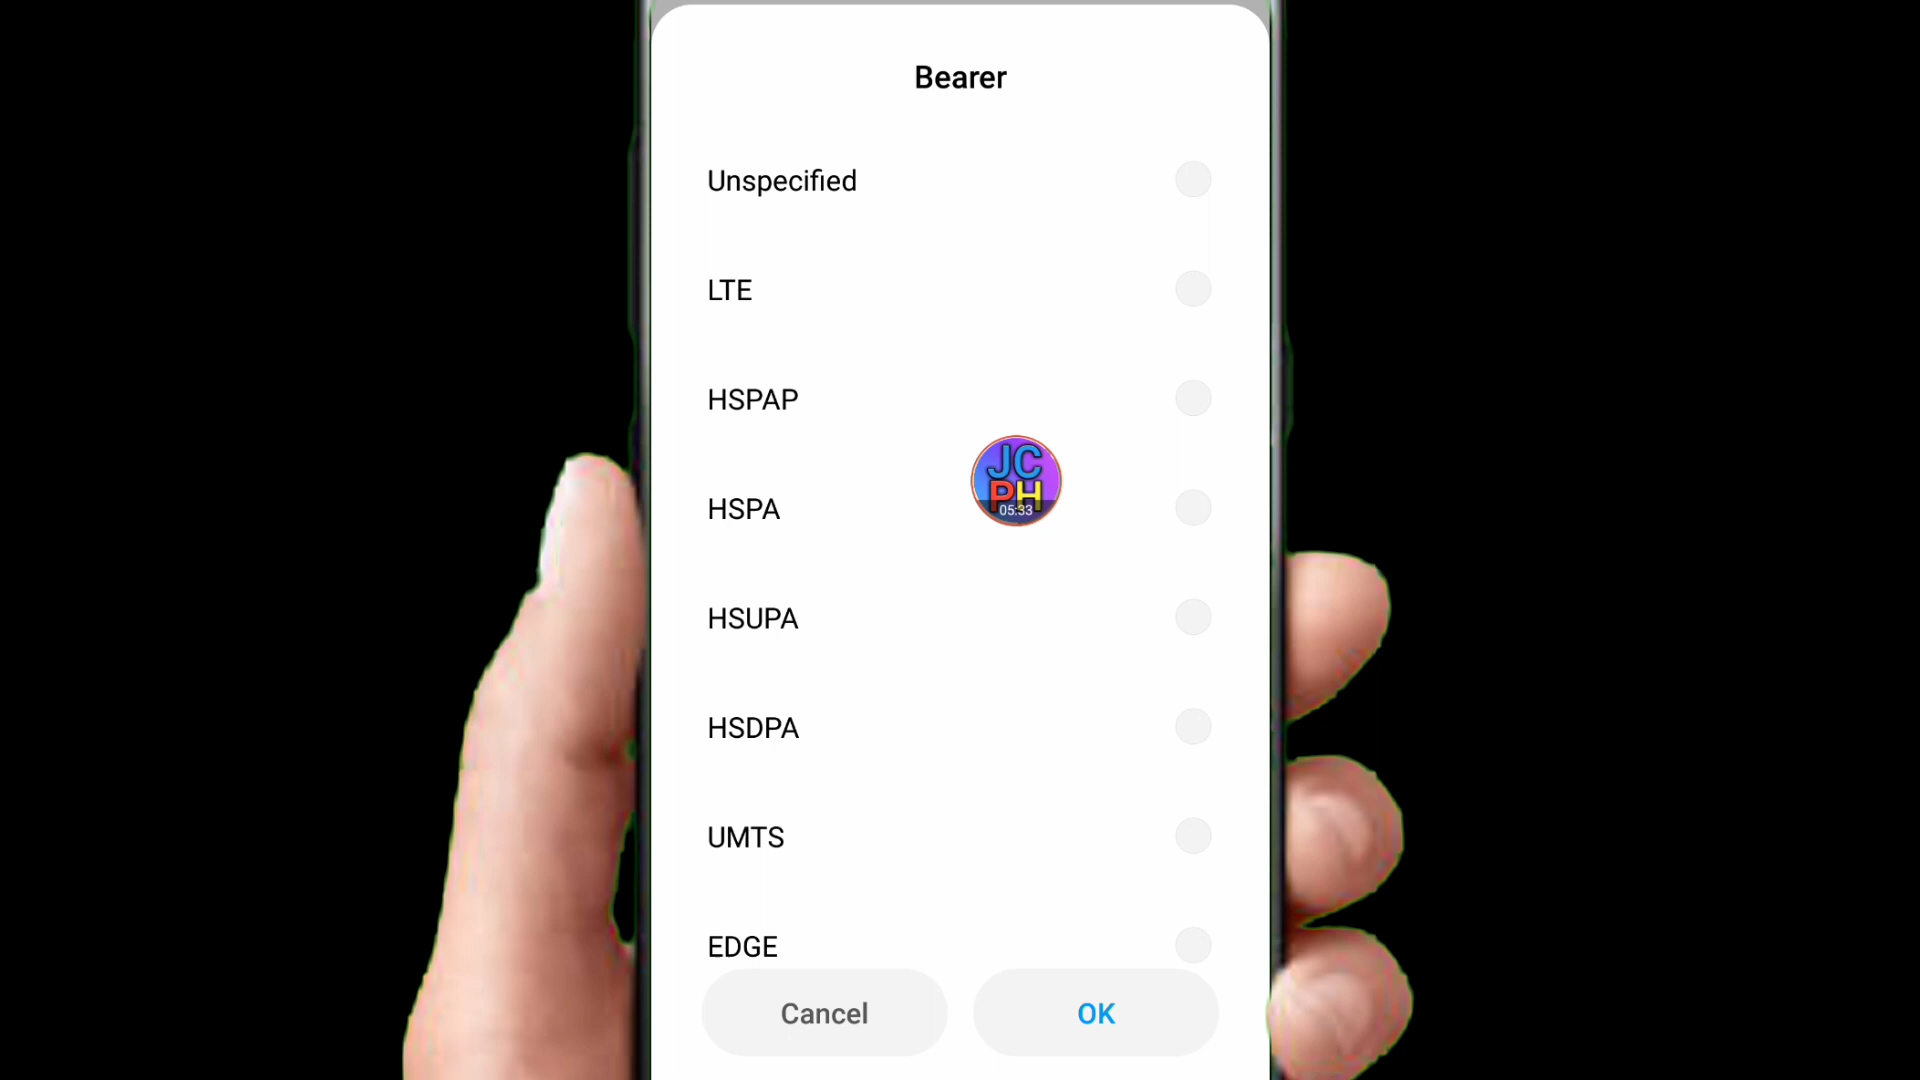 Bearer
Unspecified
LTE
HSPAP
JC
PH
05:33
HSPA
HSUPA
HSDPA
UMTS
EDGE
Cancel
OK